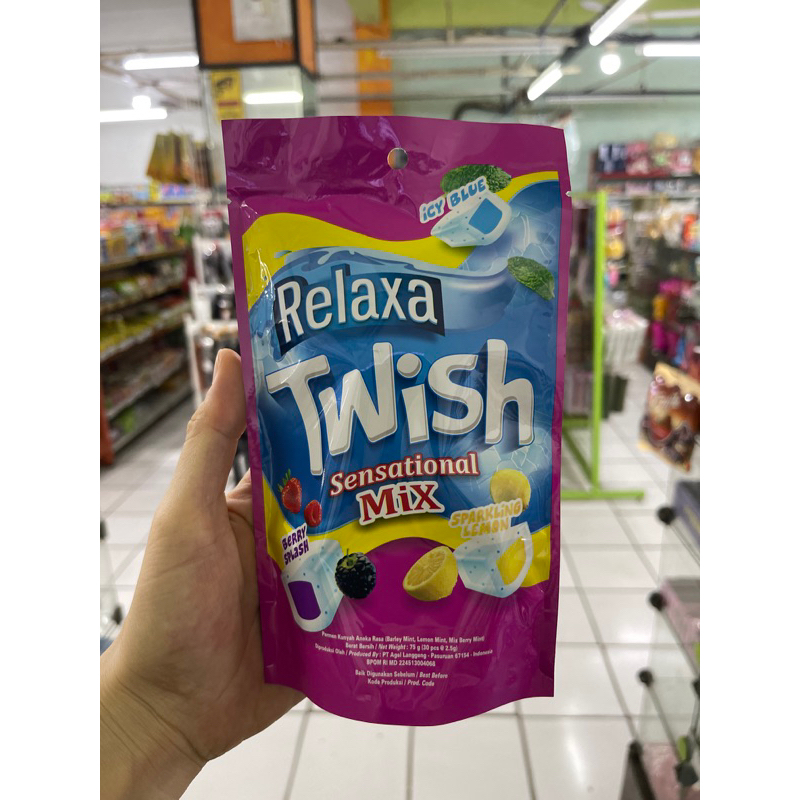 iCY BLUE
Relaxa
TWiSh
Sensational
MiX
SPARKLING
LEMON
BERRY
SPLASH
Permen Kunyah Aneka Rasa (Barley Mint, Lemon Mint, Mix Berry Mint)
Berat Bersih / Net Weight : 75 g (30 pcs @ 2.5g)
Diproduksi Oleh / Produced By : PT Agel Langgeng - Pasuruan 67154 - Indonesia
BPOM RI MD 224613004066
Baik Digunakan Sebelum / Best Before
Kode Produksi / Prod. Code